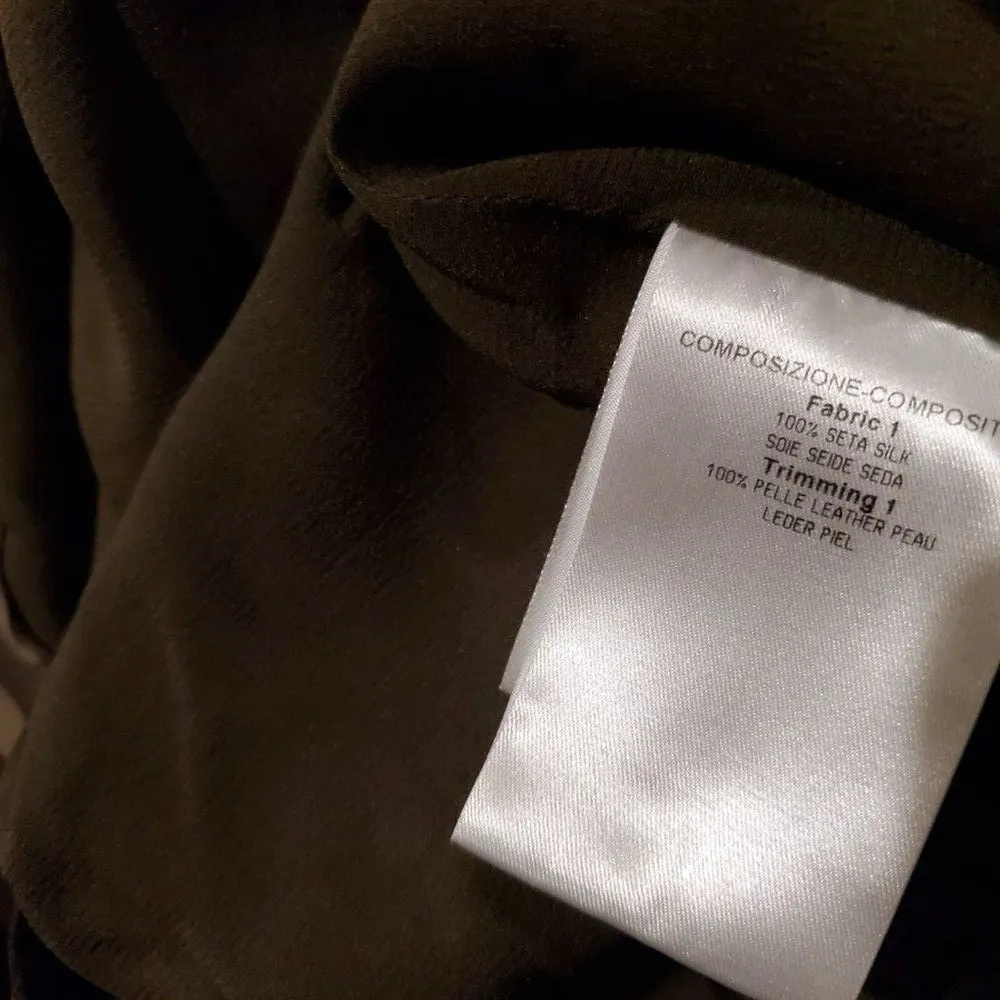 COMPOSIZIONE-COMPOSIT
Fabric 1
100% SETA SILK
SOIE SEIDE SEDA
Trimming 1
100% PELLE LEATHER PEAU
LEDER PIEL